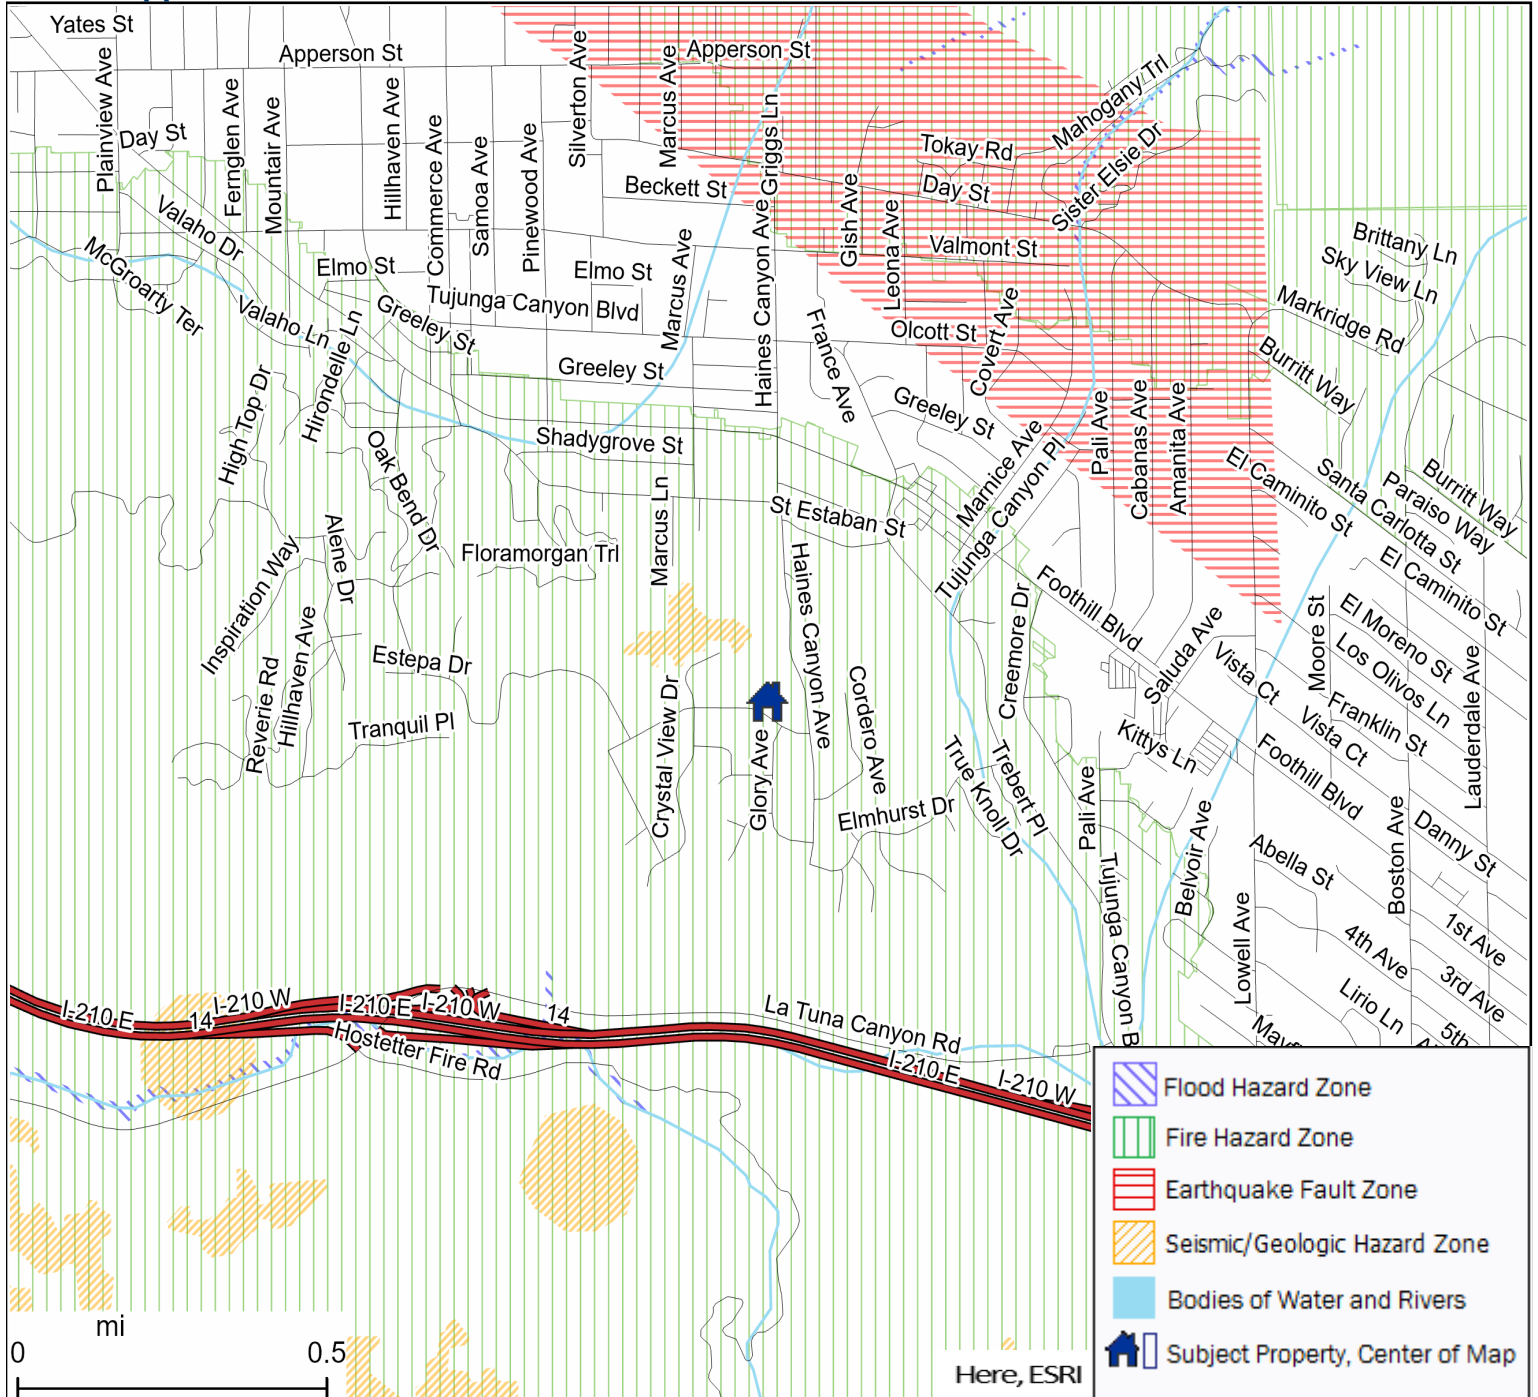 Yates St
Apperson St
Apperson St
Plainview Ave
Day St
Fernglen Ave
Mountair Ave
Hillhaven Ave
Commerce Ave
Samoa Ave
Pinewood Ave
Silverton Ave
Marcus Ave
Griggs Ln
Mahogany Trl
Tokay Rd
Day St
Sister Elsie Dr
Beckett St
Gish Ave
Leona Ave
Valmont St
Valaho Dr
McGroarty Ter
Elmo St
Elmo St
Tujunga Canyon Blvd
Marcus Ave
Haines Canyon Ave
Brittany Ln
Sky View Ln
Markridge Rd
Valaho Ln
Greeley St
Hirondelle Ln
Greeley St
France Ave
Olcott St
Covert Ave
Burritt Way
High Top Dr
Greeley St
Pali Ave
Cabanas Ave
Amanita Ave
Shadygrove St
Oak Bend Dr
Marnice Ave
Tujunga Canyon Pl
El Caminito St
Santa Carlotta St
Paraiso Way
Burritt Way
Marcus Ln
St Estaban St
Alene Dr
Floramorgan Trl
Inspiration Way
Haines Canyon Ave
El Caminito St
Foothill Blvd
Creemore Dr
Moore St
El Moreno St
Los Olivos Ln
Saluda Ave
Vista Ct
Hillhaven Ave
Reverie Rd
Estepa Dr
Tranquil Pl
Crystal View Dr
Cordero Ave
Glory Ave
Kittys Ln
Franklin St
Vista Ct
Lauderdale Ave
Foothill Blvd
True Knoll Dr
Trebert Pl
Pali Ave
Elmhurst Dr
Belvoir Ave
Boston Ave
Danny St
Abella St
Tujunga Canyon B
Lowell Ave
1st Ave
4th Ave
3rd Ave
Lirio Ln
5th
I-210 E
14
I-210 W
I-210 E
I-210 W
14
La Tuna Canyon Rd
Hostetter Fire Rd
I-210 E
I-210 W
Flood Hazard Zone
Fire Hazard Zone
Earthquake Fault Zone
Seismic/Geologic Hazard Zone
Bodies of Water and Rivers
Subject Property, Center of Map
mi
0 0.5
Here, ESRI